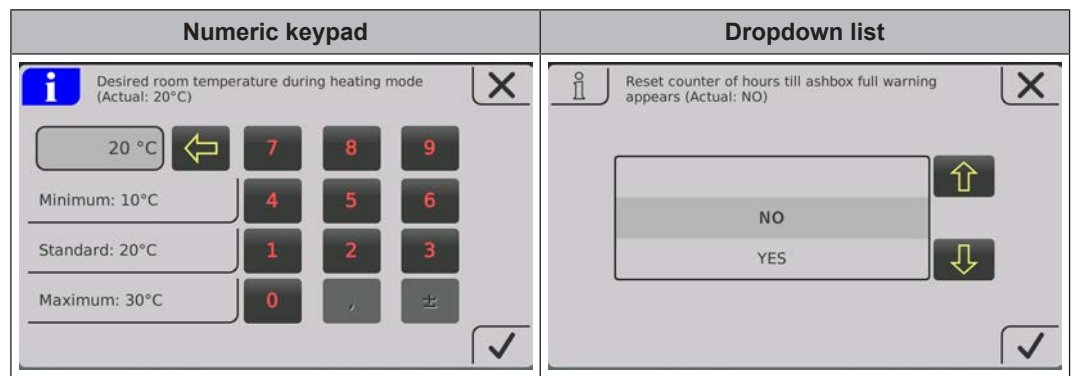 Numeric keypad
Dropdown list
i
Desired room temperature during heating mode
(Actual: 20°C)
20 °C
7 8 9
Minimum: 10°C
4 5 6
Standard: 20°C
1 2 3
Maximum: 30°C
0 , ±
i
Reset counter of hours till ashbox full warning
appears (Actual: NO)
NO
YES